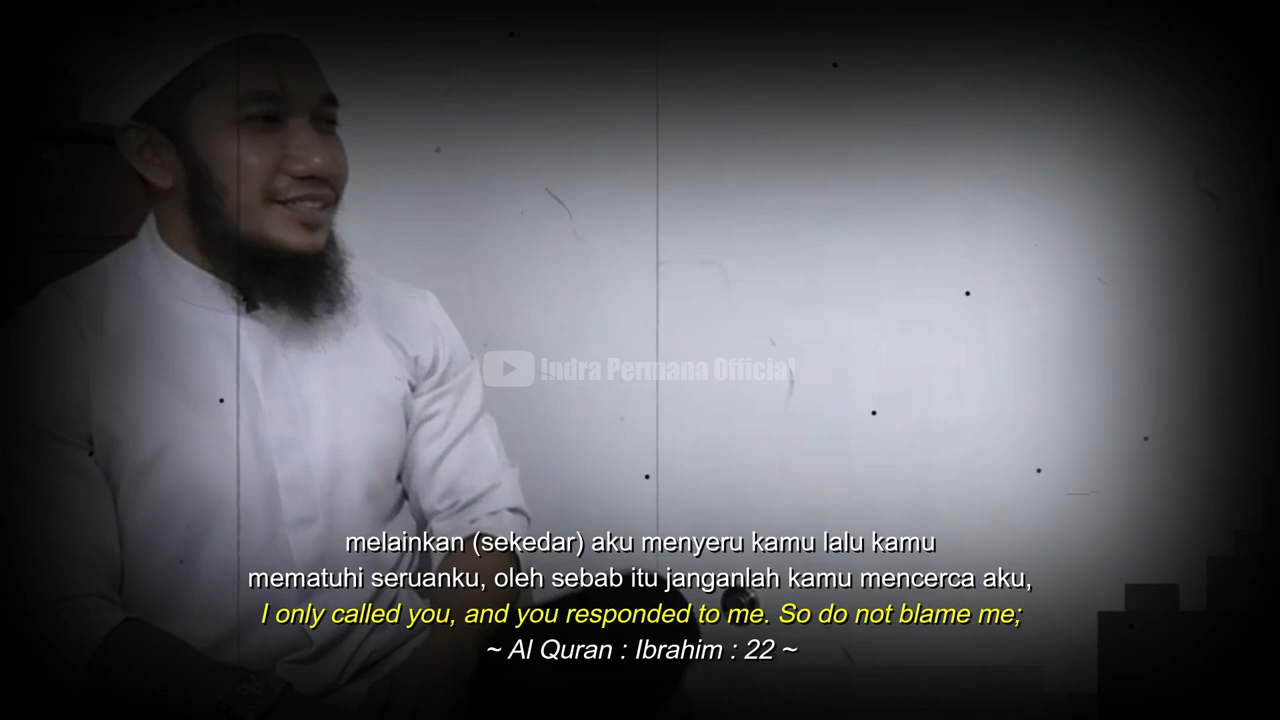 Indra Permana Official
melainkan (sekedar) aku menyeru kamu lalu kamu
mematuhi seruanku, oleh sebab itu janganlah kamu mencerca aku,
I only called you, and you responded to me. So do not blame me;
~ Al Quran : Ibrahim : 22 ~